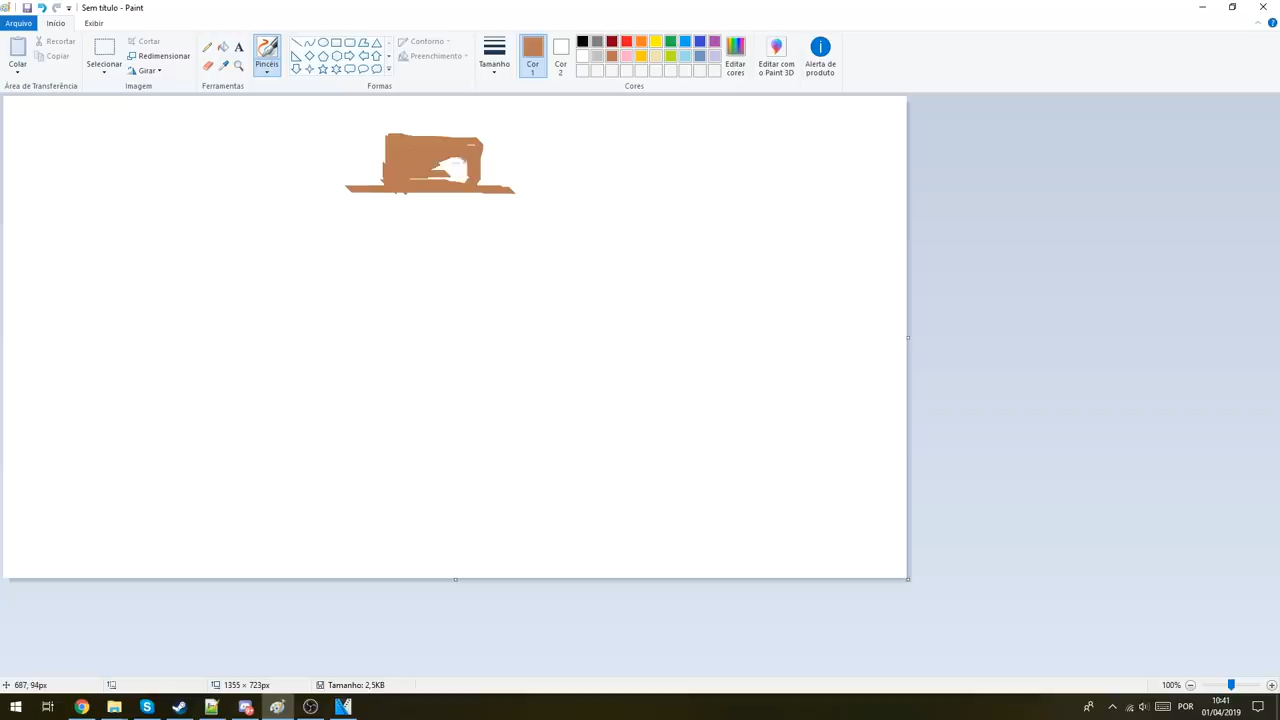 Sem título - Paint
Arquivo Início Exibir
Colar
Recortar
Copiar
Área de Transferência
Selecionar
Cortar
Redimensionar
Girar
Imagem
A
Ferramentas
Pincéis
Contorno
Preenchimento
Formas
Tamanho
Cor 1
Cor 2
Editar cores
Cores
Editar com o Paint 3D
Alerta de produto
687, 94px
1355 × 723px
Tamanho: 2,5KB
100%
POR
10:41
01/04/2019